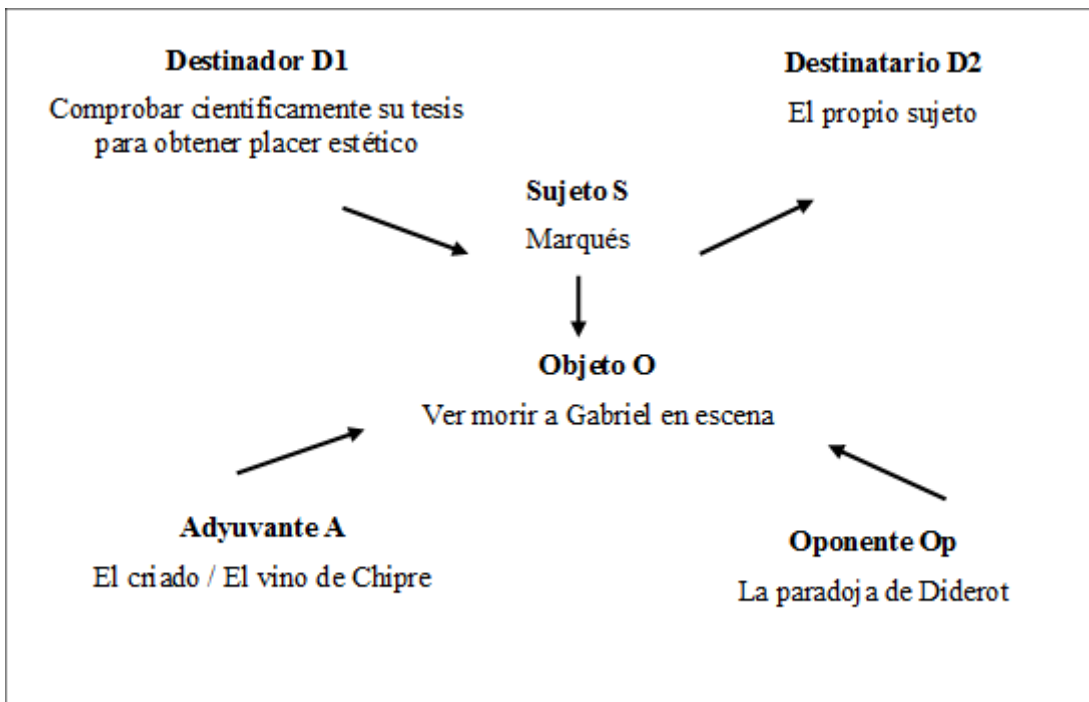 Destinador D1
Comprobar científicamente su tesis
para obtener placer estético
Destinatario D2
El propio sujeto
Sujeto S
Marqués
Objeto O
Ver morir a Gabriel en escena
Adyuvante A
El criado / El vino de Chipre
Oponente Op
La paradoja de Diderot